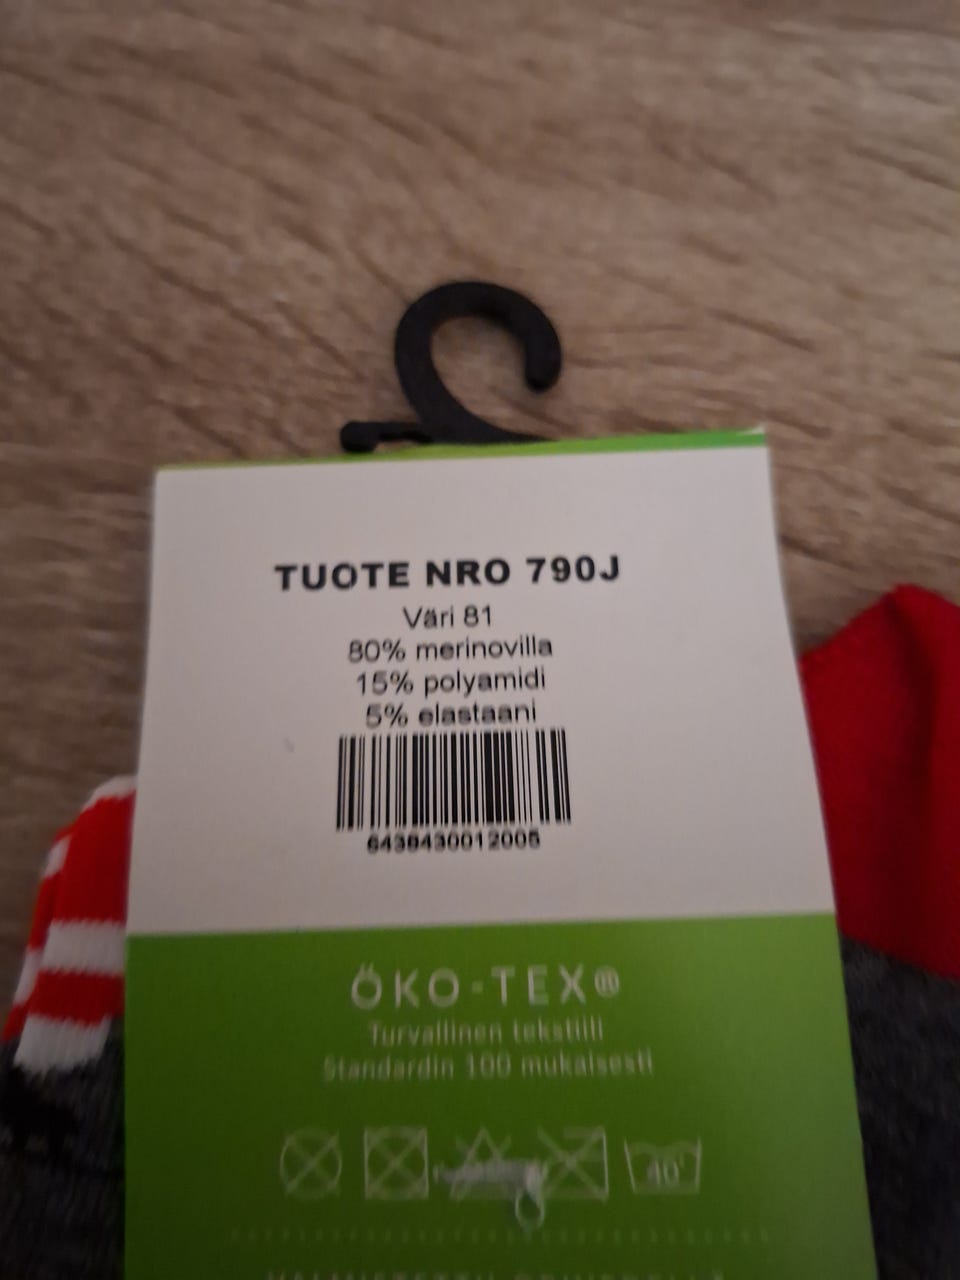 TUOTE NRO 790J
Väri 81
80% merinovilla
15% polyamidi
5% elastaani
6438430012005
ÖKO-TEX®
Turvallinen tekstiili
Standardin 100 mukaisesti
40°